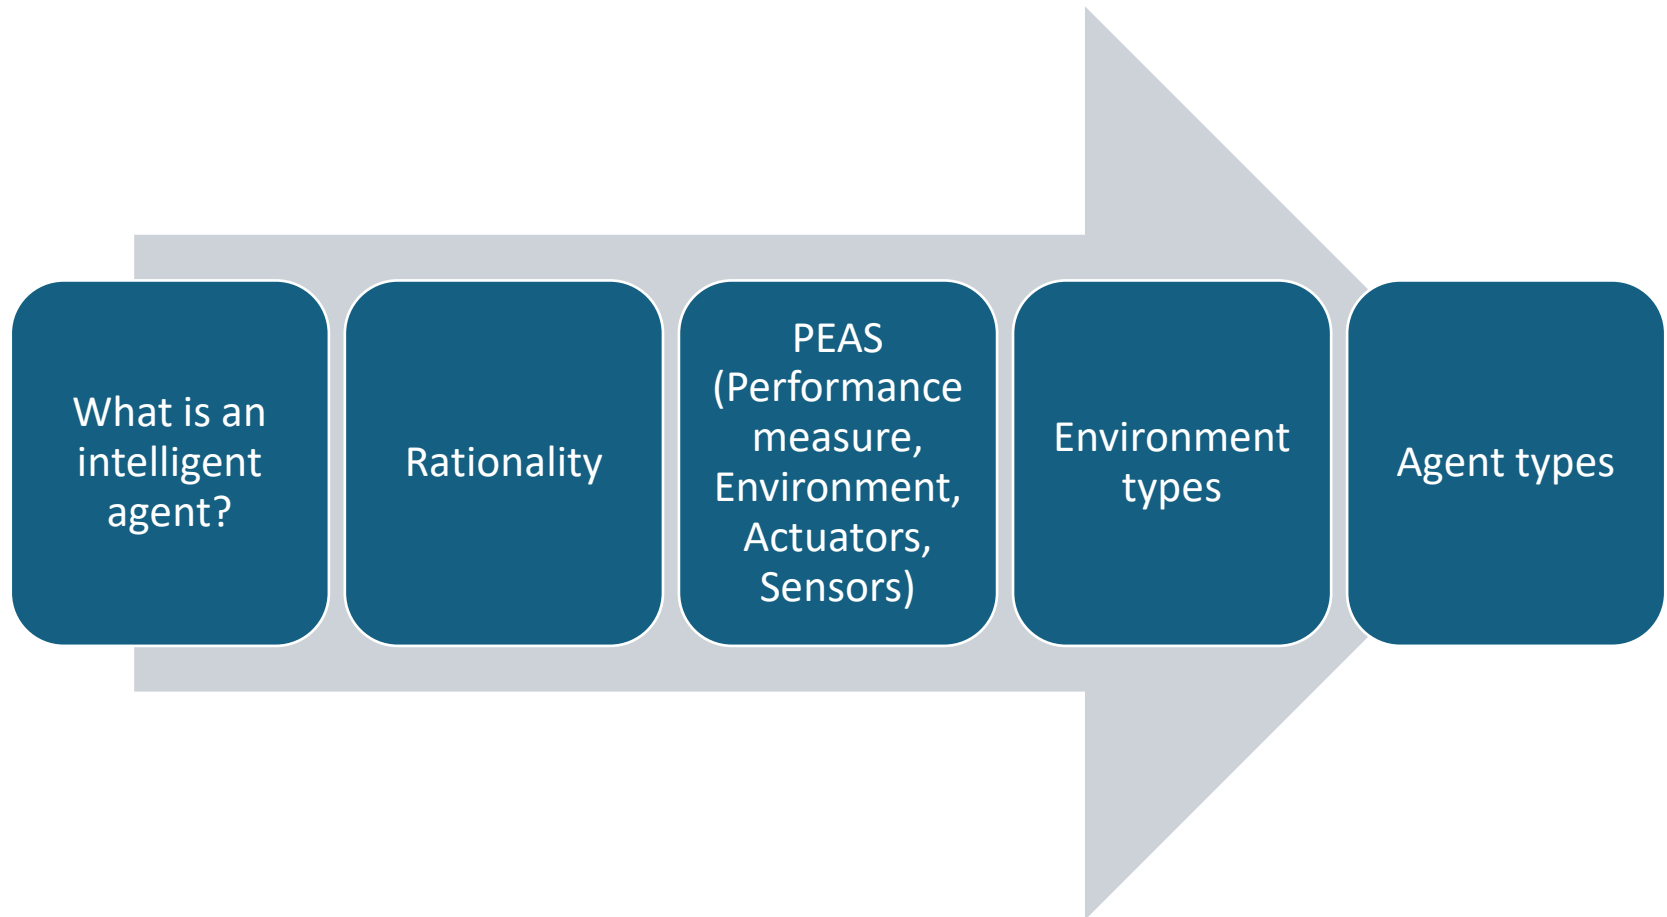 What is an
intelligent
agent?
Rationality
PEAS
(Performance
measure,
Environment,
Actuators,
Sensors)
Environment
types
Agent types